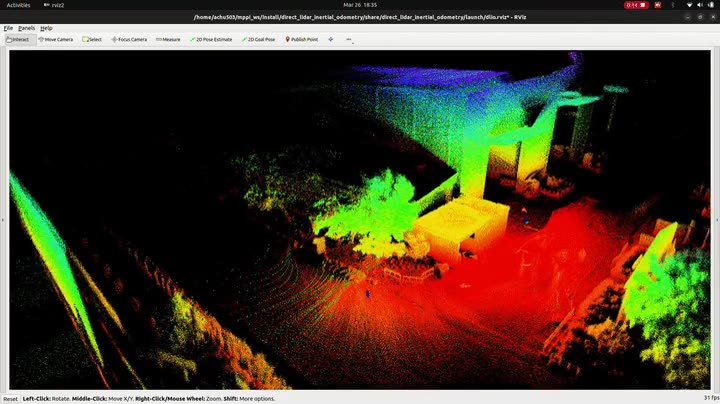 Activities rviz2 Mar 26 18:35 0:14
/home/achu503/mppi_ws/install/direct_lidar_inertial_odometry/share/direct_lidar_inertial_odometry/launch/dlio.rviz* - RViz
File Panels Help
Interact Move Camera Select Focus Camera Measure 2D Pose Estimate 2D Goal Pose Publish Point
Reset Left-Click: Rotate. Middle-Click: Move X/Y. Right-Click/Mouse Wheel: Zoom. Shift: More options. 31 fps